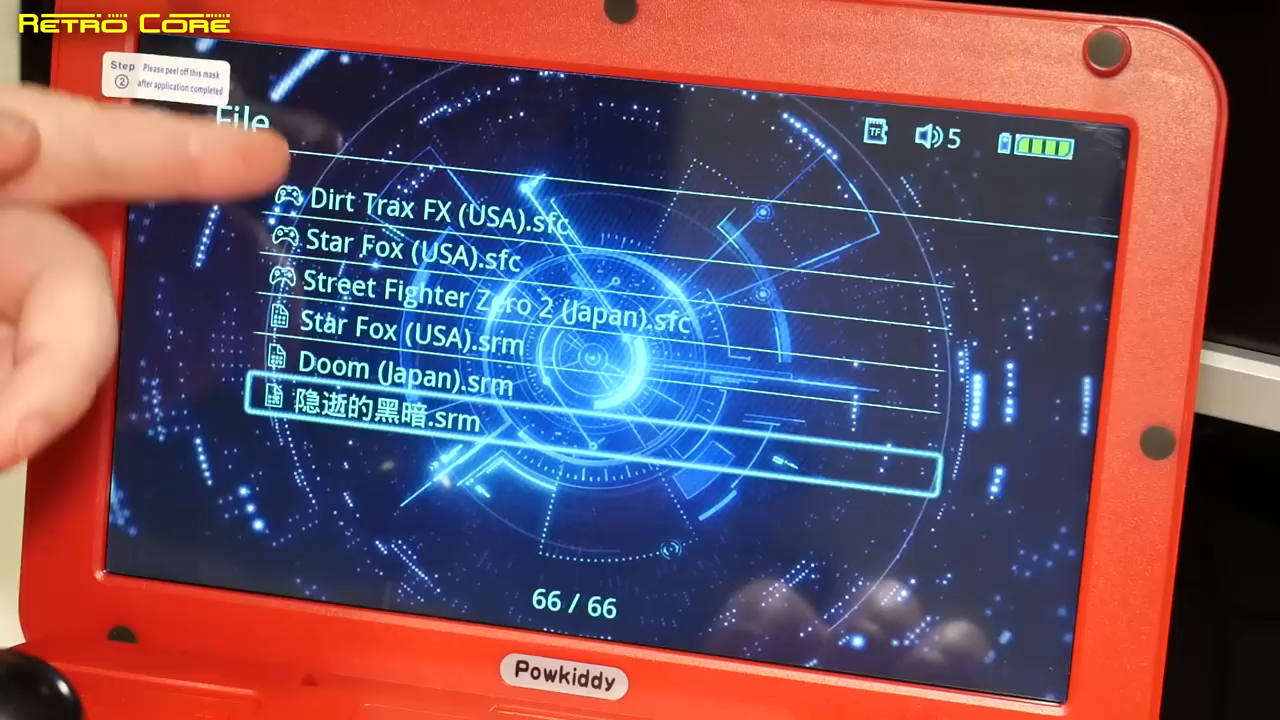 RETRO CORE
Step Please peel off this mask
2 after application completed
File
TF 5
Dirt Trax FX (USA).sfc
Star Fox (USA).sfc
Street Fighter Zero 2 (Japan).sfc
Star Fox (USA).srm
Doom (Japan).srm
隐逝的黑暗.srm
66 / 66
Powkiddy